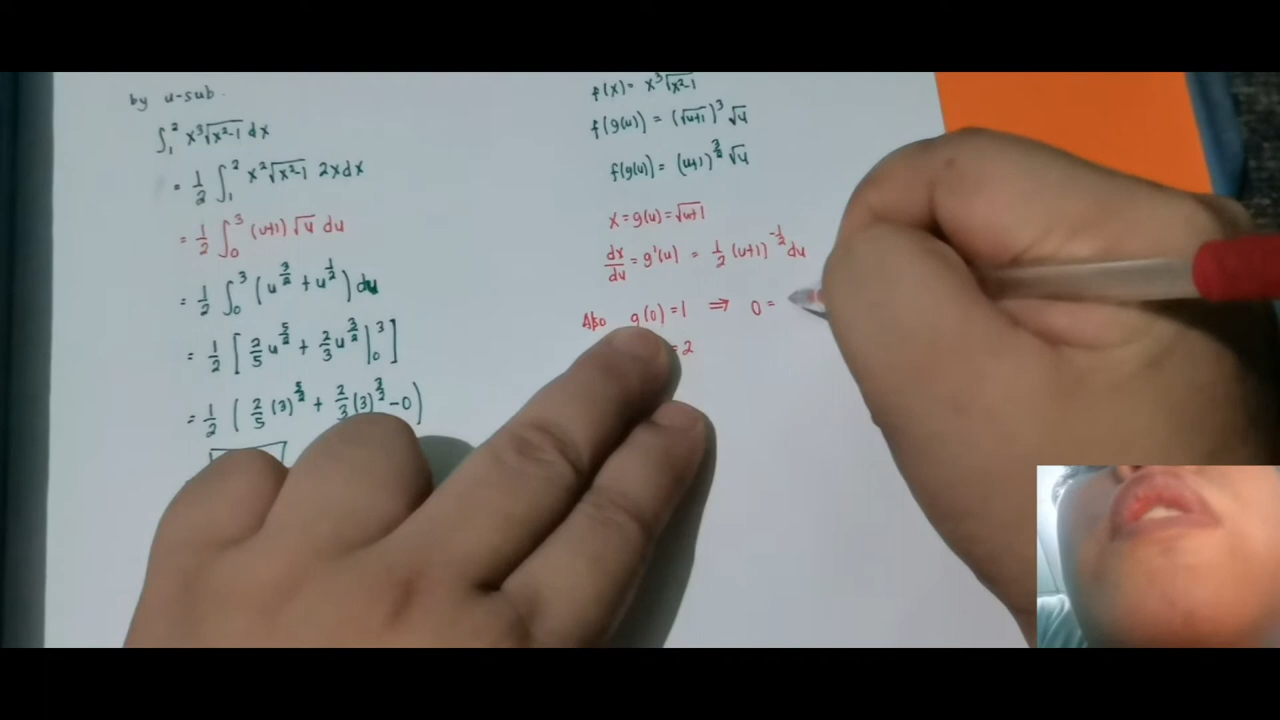 by u-sub.
∫₁² x³√(x²-1) dx
= 1/2 ∫₁² x²√(x²-1) 2xdx
= 1/2 ∫₀³ (u+1) √u du
= 1/2 ∫₀³ (u^(3/2) + u^(1/2)) du
= 1/2 [ 2/5 u^(5/2) + 2/3 u^(3/2) |₀³ ]
= 1/2 ( 2/5 (3)^(5/2) + 2/3 (3)^(3/2) - 0 )
f(x) = x³√(x²-1)
f(g(u)) = (√(u+1))³ √u
f(g(u)) = (u+1)^(3/2) √u
x = g(u) = √(u+1)
dx/du = g'(u) = 1/2 (u+1)^(-1/2) du
Also g(0) = 1 ⇒ 0 =
= 2